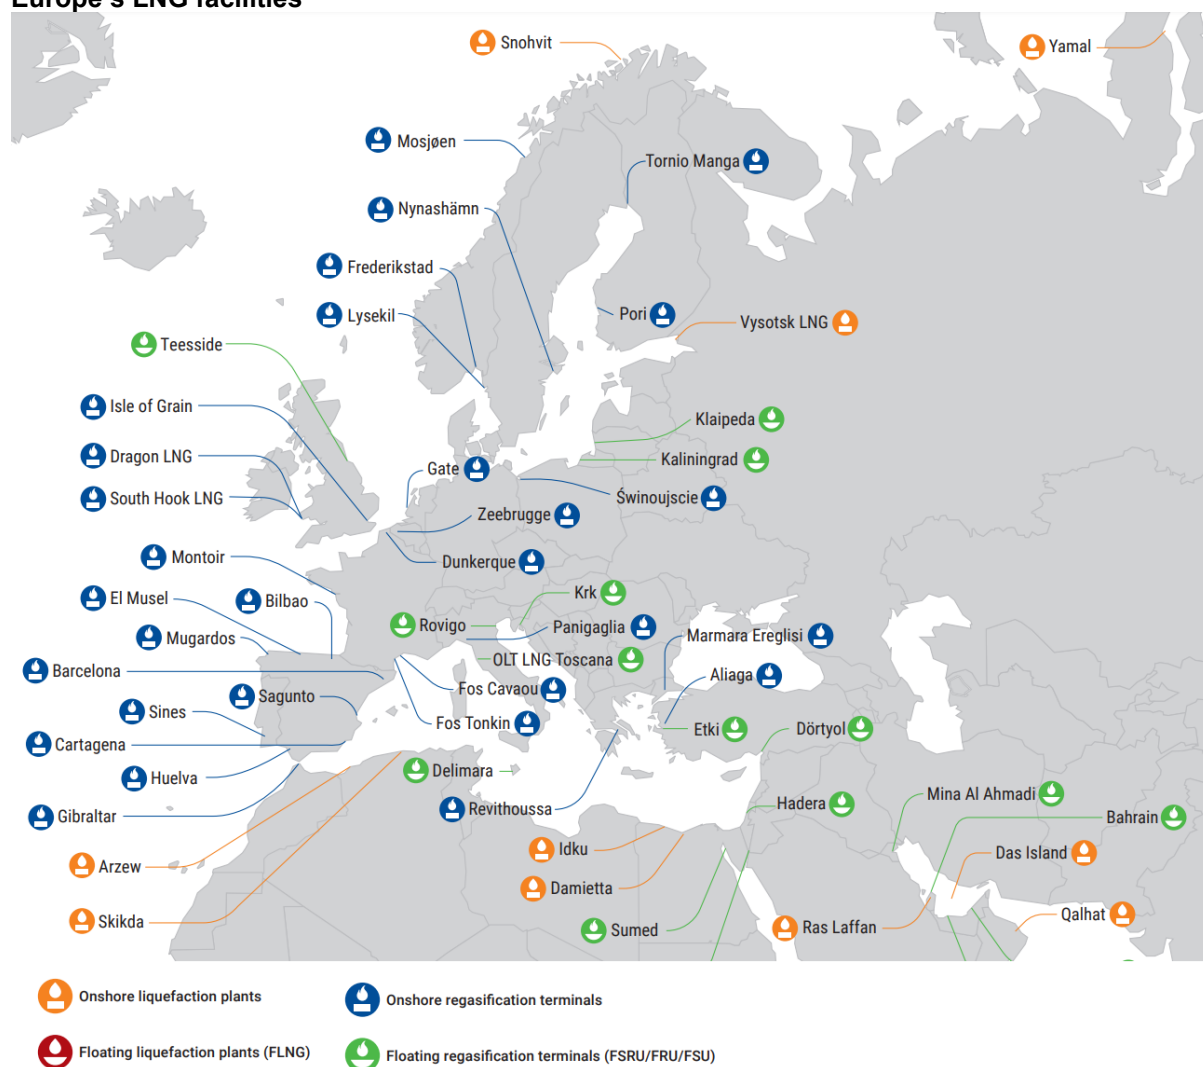 Europe's LNG facilities
Snohvit
Yamal
Mosjøen
Tornio Manga
Nynashämn
Frederikstad
Lysekil
Pori
Vysotsk LNG
Teesside
Isle of Grain
Klaipeda
Dragon LNG
Kaliningrad
Gate
South Hook LNG
Świnoujscie
Zeebrugge
Montoir
Dunkerque
El Musel
Bilbao
Krk
Rovigo
Panigaglia
Mugardos
Marmara Ereglisi
OLT LNG Toscana
Barcelona
Aliaga
Sagunto
Fos Cavaou
Sines
Fos Tonkin
Etki
Dörtyol
Cartagena
Delimara
Huelva
Mina Al Ahmadi
Hadera
Revithoussa
Gibraltar
Bahrain
Idku
Das Island
Arzew
Damietta
Qalhat
Skikda
Sumed
Ras Laffan
Onshore liquefaction plants
Onshore regasification terminals
Floating liquefaction plants (FLNG)
Floating regasification terminals (FSRU/FRU/FSU)